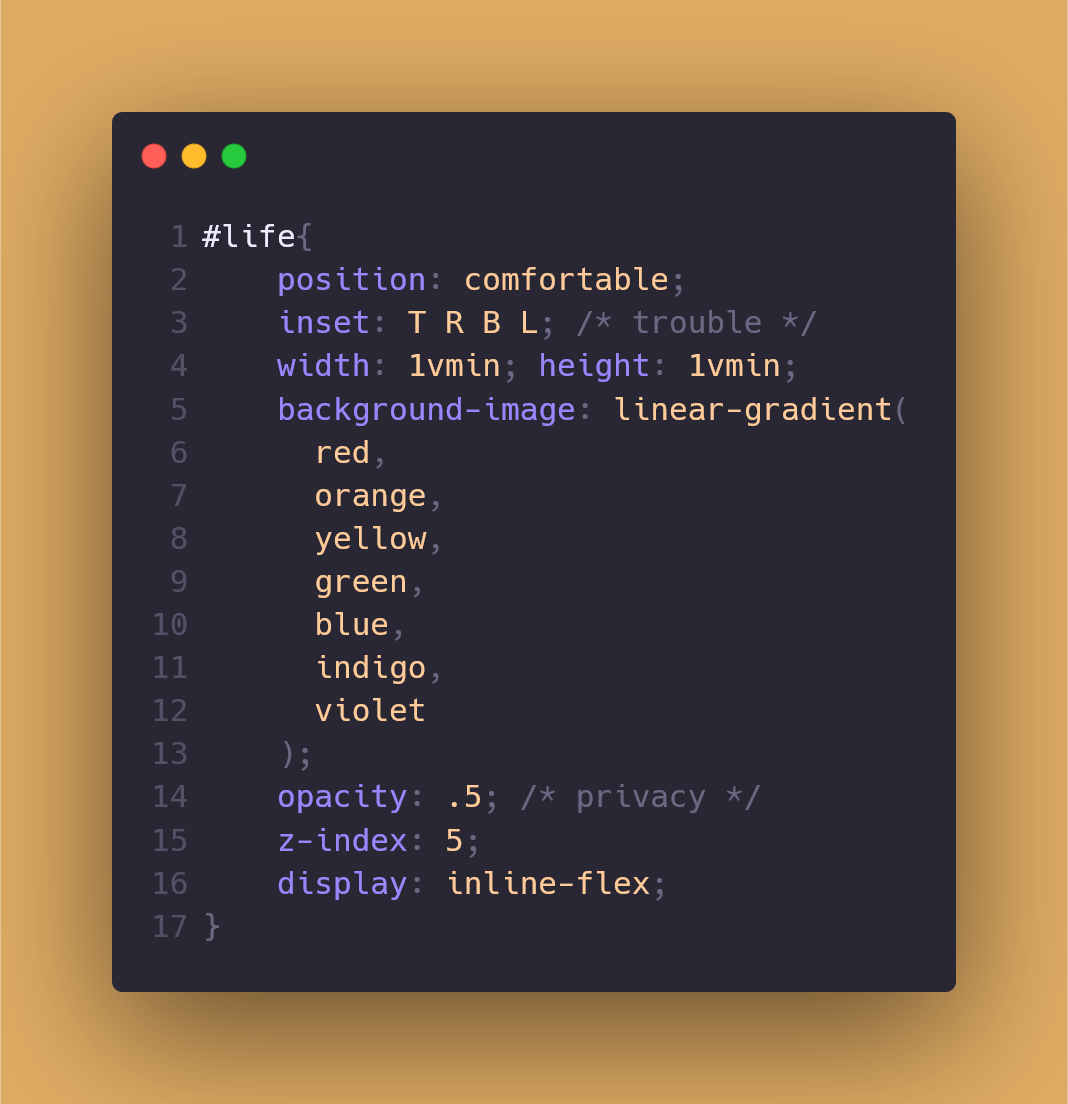 1 #life{
2     position: comfortable;
3     inset: T R B L; /* trouble */
4     width: 1vmin; height: 1vmin;
5     background-image: linear-gradient(
6       red,
7       orange,
8       yellow,
9       green,
10       blue,
11       indigo,
12       violet
13     );
14     opacity: .5; /* privacy */
15     z-index: 5;
16     display: inline-flex;
17 }